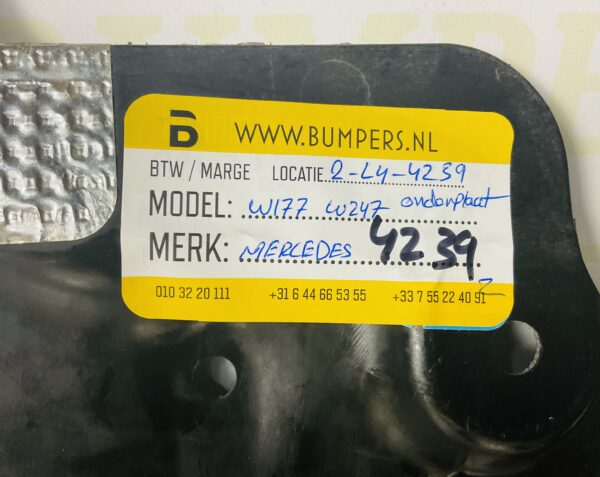 B WWW.BUMPERS.NL
BTW / MARGE LOCATIE 2-L4-4239
MODEL: W177 W247 onderplaat
MERK: MERCEDES 4239
010 32 20 111 +31 6 44 66 53 55 +33 7 55 22 40 91
2